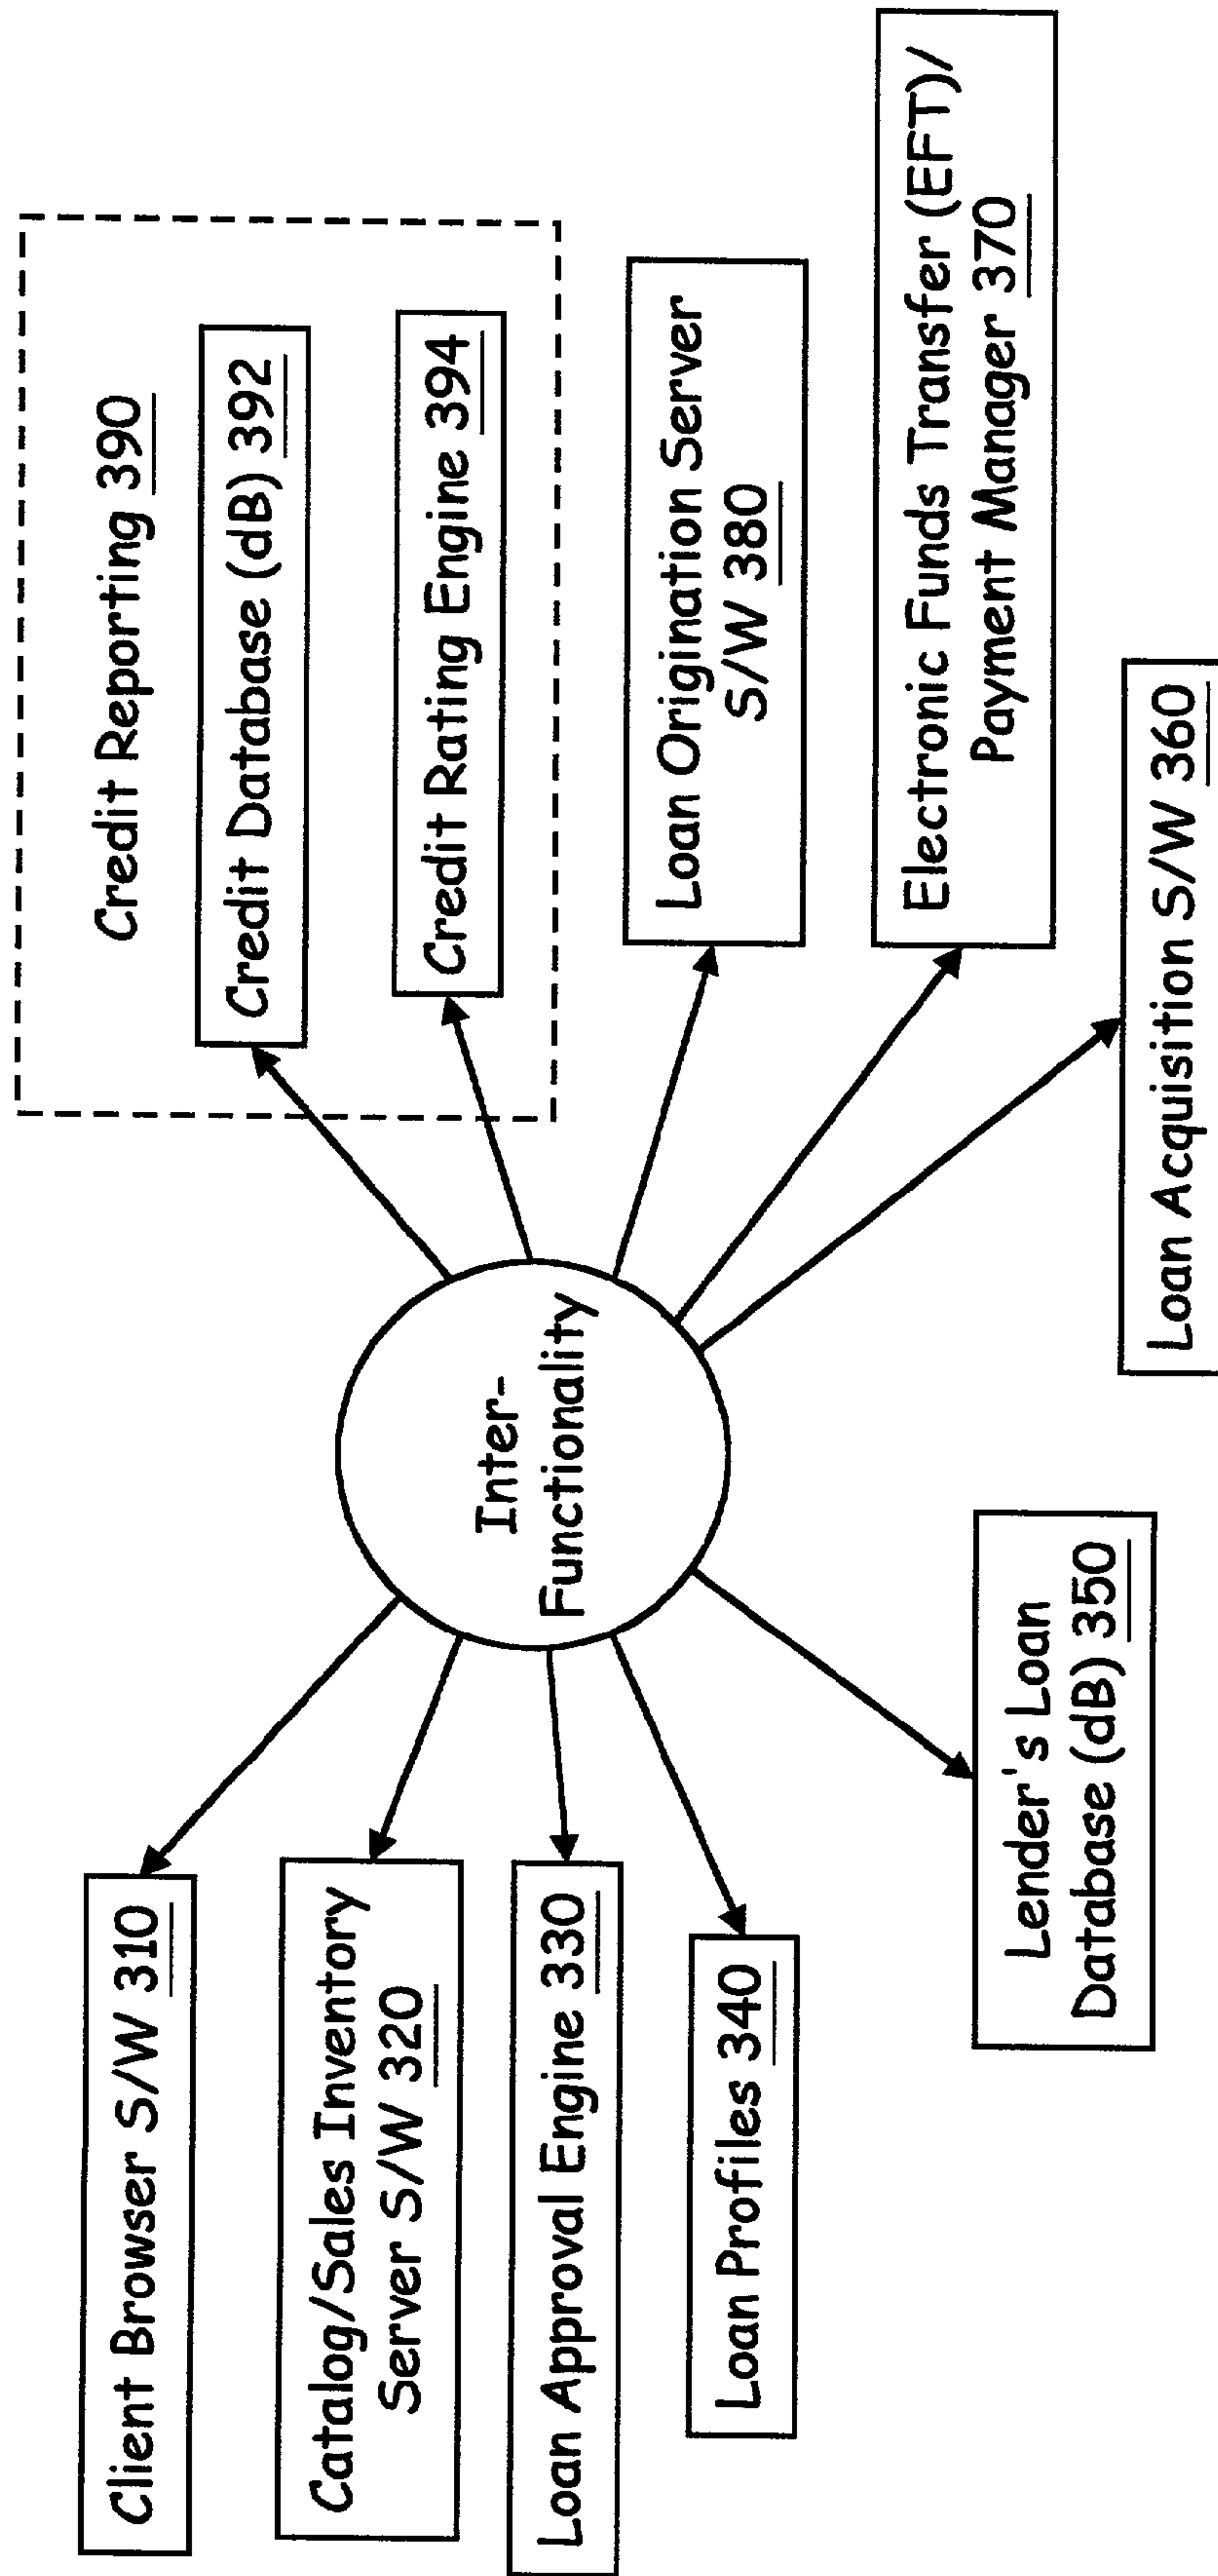 Client Browser S/W 310
Catalog/Sales Inventory
Server S/W 320
Loan Approval Engine 330
Loan Profiles 340
Lender's Loan
Database (dB) 350
Inter-
Functionality
Credit Reporting 390
Credit Database (dB) 392
Credit Rating Engine 394
Loan Origination Server
S/W 380
Electronic Funds Transfer (EFT)/
Payment Manager 370
Loan Acquisition S/W 360